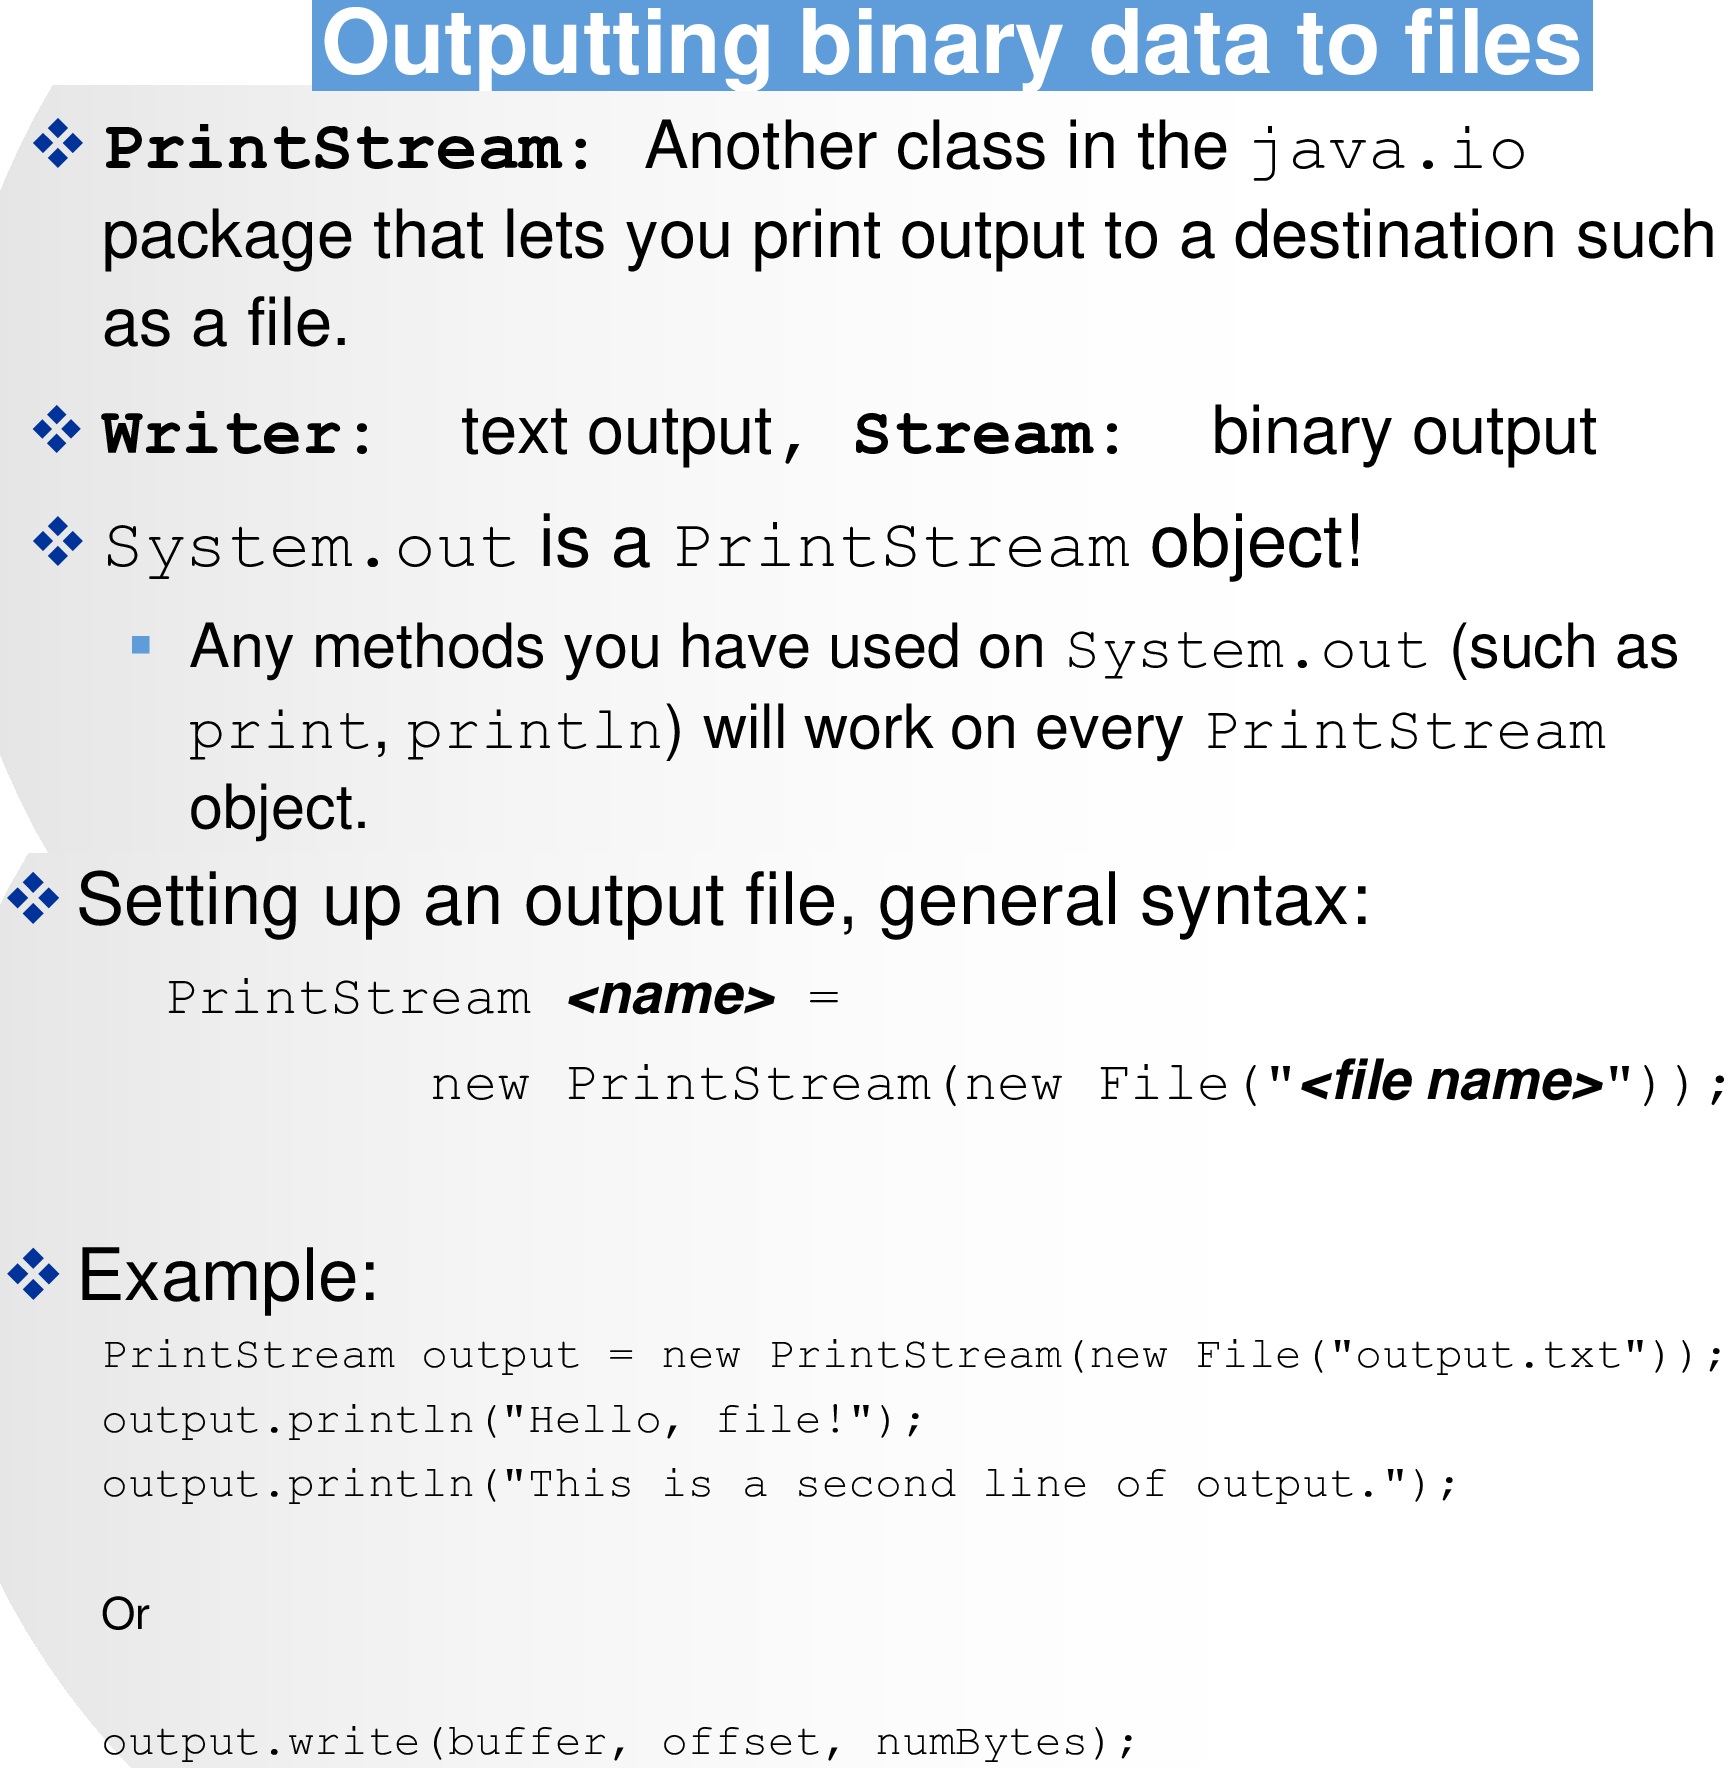 Outputting binary data to files
PrintStream: Another class in the java.io
package that lets you print output to a destination such
as a file.
Writer: text output, Stream: binary output
System.out is a PrintStream object!
Any methods you have used on System.out (such as
print, println) will work on every PrintStream
object.
Setting up an output file, general syntax:
PrintStream <name> =
new PrintStream(new File("<file name>"));
Example:
PrintStream output = new PrintStream(new File("output.txt"));
output.println("Hello, file!");
output.println("This is a second line of output.");
Or
output.write(buffer, offset, numBytes);